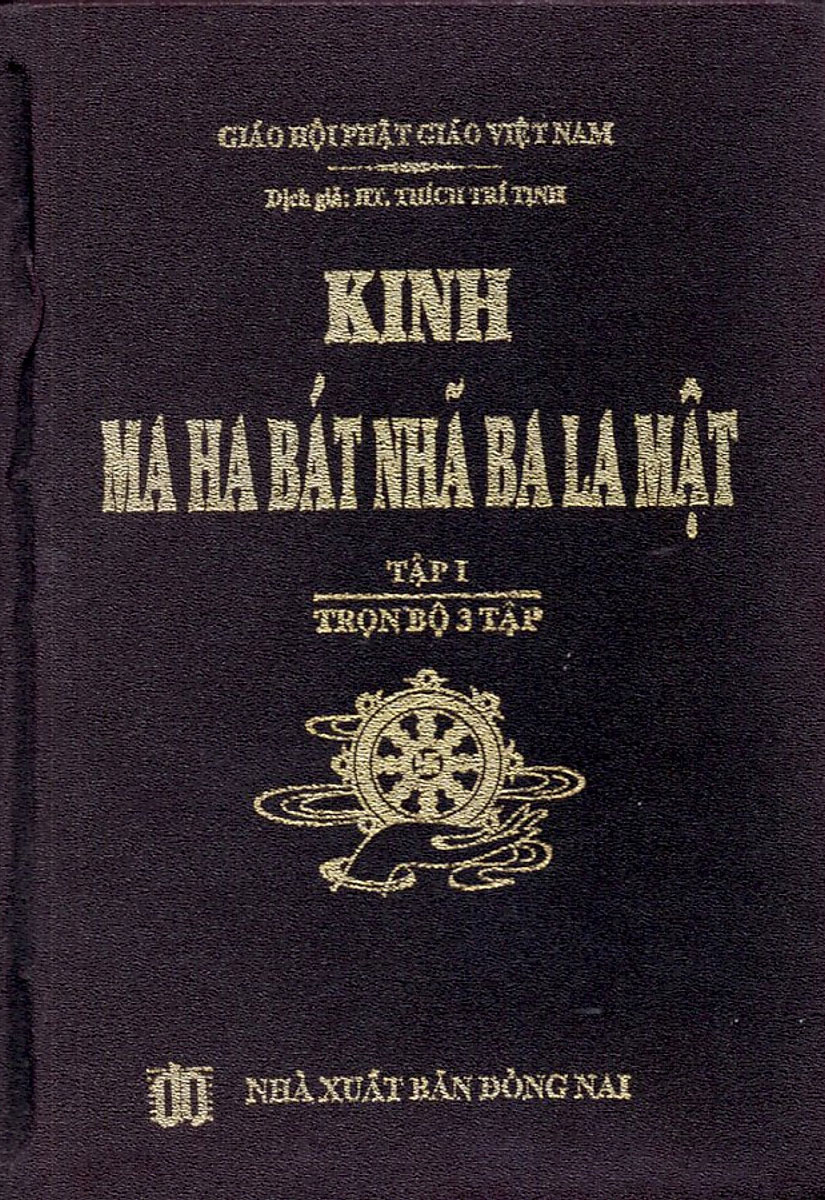 GIÁO HỘI PHẬT GIÁO VIỆT NAM
Dịch giả: HT. THÍCH TRÍ TỊNH
KINH
MA HA BÁT NHÃ BA LA MẬT
TẬP I
TRỌN BỘ 3 TẬP
NHÀ XUẤT BẢN ĐỒNG NAI